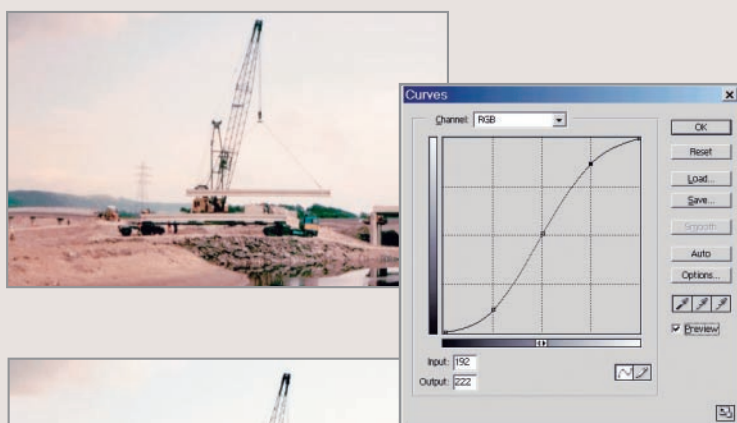 Curves
Channel: RGB
OK
Reset
Load...
Save...
Smooth
Auto
Options...
Preview
Input: 192
Output: 222